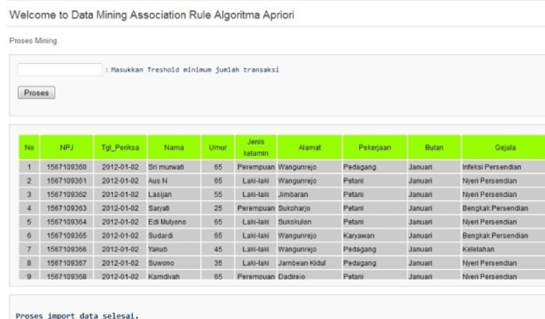 Welcome to Data Mining Association Rule Algoritma Apriori
Proses Mining
: Masukkan Treshold minimum jumlah transaksi
Proses
No NPJ Tgl_Periksa Nama Umur Jenis kelamin Alamat Pekerjaan Bulan Gejala
1 1567109360 2012-01-02 Sri murwati 65 Perempuan Wangunrejo Pedagang Januari Infeksi Persendian
2 1567109361 2012-01-02 Aus N 65 Laki-laki Wangunrejo Petani Januari Nyeri Persendian
3 1567109362 2012-01-02 Lasijan 55 Laki-laki Jimbaran Petani Januari Nyeri Persendian
4 1567109363 2012-01-02 Saryati 25 Perempuan Sukoharjo Petani Januari Bengkak Persendian
5 1567109364 2012-01-02 Edi Mulyono 65 Laki-laki Sukolulon Petani Januari Nyeri Persendian
6 1567109365 2012-01-02 Sudardi 65 Laki-laki Wangunrejo Karyawan Januari Bengkak Persendian
7 1567109366 2012-01-02 Yakub 45 Laki-laki Wangunrejo Pedagang Januari Kelelahan
8 1567109367 2012-01-02 Suwono 35 Laki-laki Jambean Kidul Pedagang Januari Nyeri Persendian
9 1567109368 2012-01-02 Kamdiyah 65 Perempuan Dadirejo Petani Januari Nyeri Persendian
Proses import data selesai.